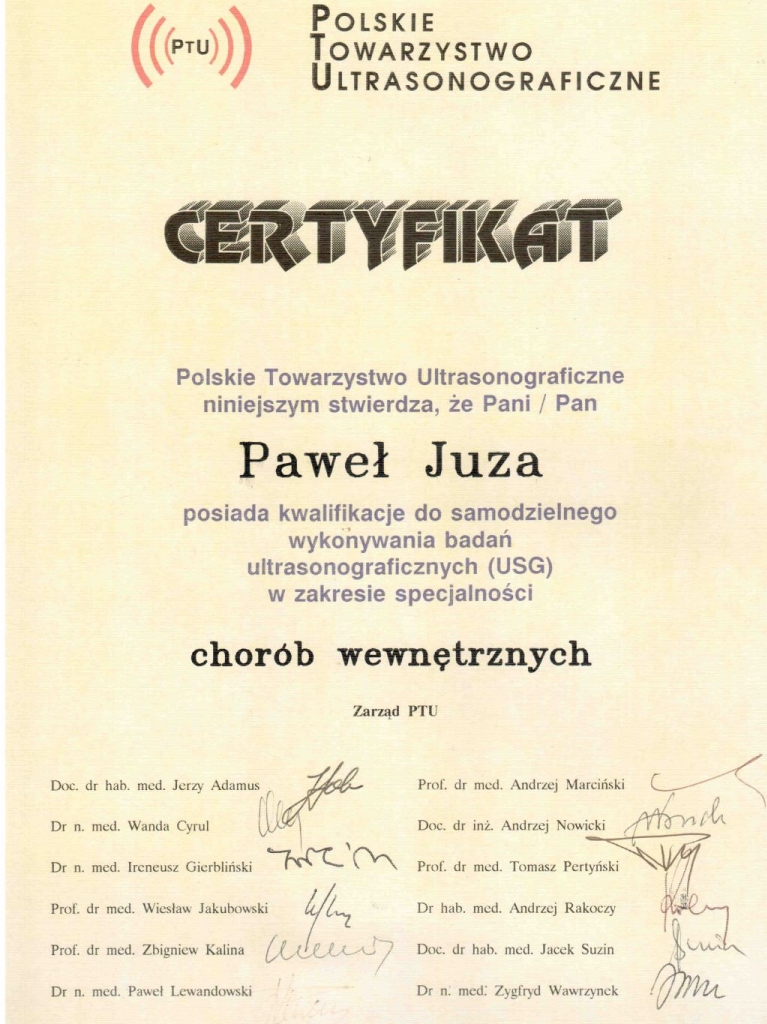 PTU
POLSKIE
TOWARZYSTWO
ULTRASONOGRAFICZNE
CERTYFIKAT
Polskie Towarzystwo Ultrasonograficzne
niniejszym stwierdza, że Pani / Pan
Paweł Juza
posiada kwalifikacje do samodzielnego
wykonywania badań
ultrasonograficznych (USG)
w zakresie specjalności
chorób wewnętrznych
Zarząd PTU
Doc. dr hab. med. Jerzy Adamus
Prof. dr med. Andrzej Marciński
Dr n. med. Wanda Cyrul
Doc. dr inż. Andrzej Nowicki
Dr n. med. Ireneusz Gierbliński
Prof. dr med. Tomasz Pertyński
Prof. dr med. Wiesław Jakubowski
Dr hab. med. Andrzej Rakoczy
Prof. dr med. Zbigniew Kalina
Doc. dr hab. med. Jacek Suzin
Dr n. med. Paweł Lewandowski
Dr n. med. Zygfryd Wawrzynek